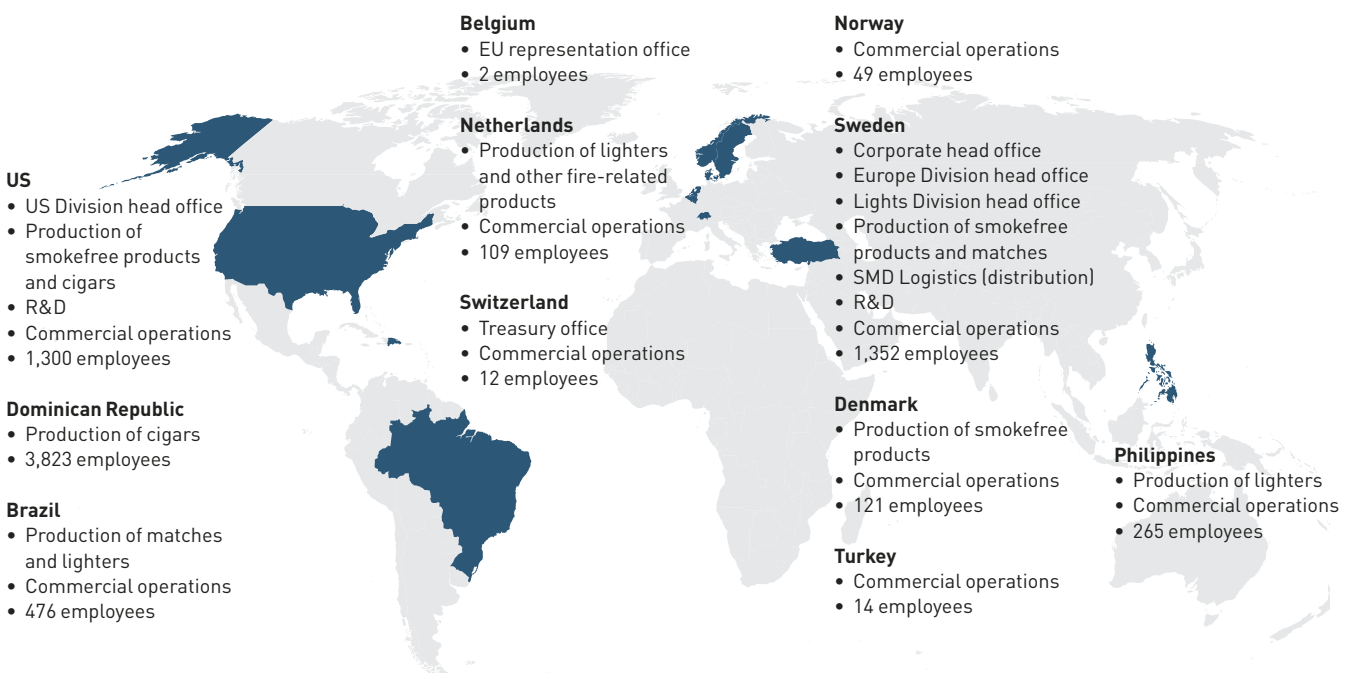 US
• US Division head office
• Production of
smokefree products
and cigars
• R&D
• Commercial operations
• 1,300 employees
Dominican Republic
• Production of cigars
• 3,823 employees
Brazil
• Production of matches
and lighters
• Commercial operations
• 476 employees
Belgium
• EU representation office
• 2 employees
Netherlands
• Production of lighters
and other fire-related
products
• Commercial operations
• 109 employees
Switzerland
• Treasury office
• Commercial operations
• 12 employees
Norway
• Commercial operations
• 49 employees
Sweden
• Corporate head office
• Europe Division head office
• Lights Division head office
• Production of smokefree
products and matches
• SMD Logistics (distribution)
• R&D
• Commercial operations
• 1,352 employees
Denmark
• Production of smokefree
products
• Commercial operations
• 121 employees
Turkey
• Commercial operations
• 14 employees
Philippines
• Production of lighters
• Commercial operations
• 265 employees